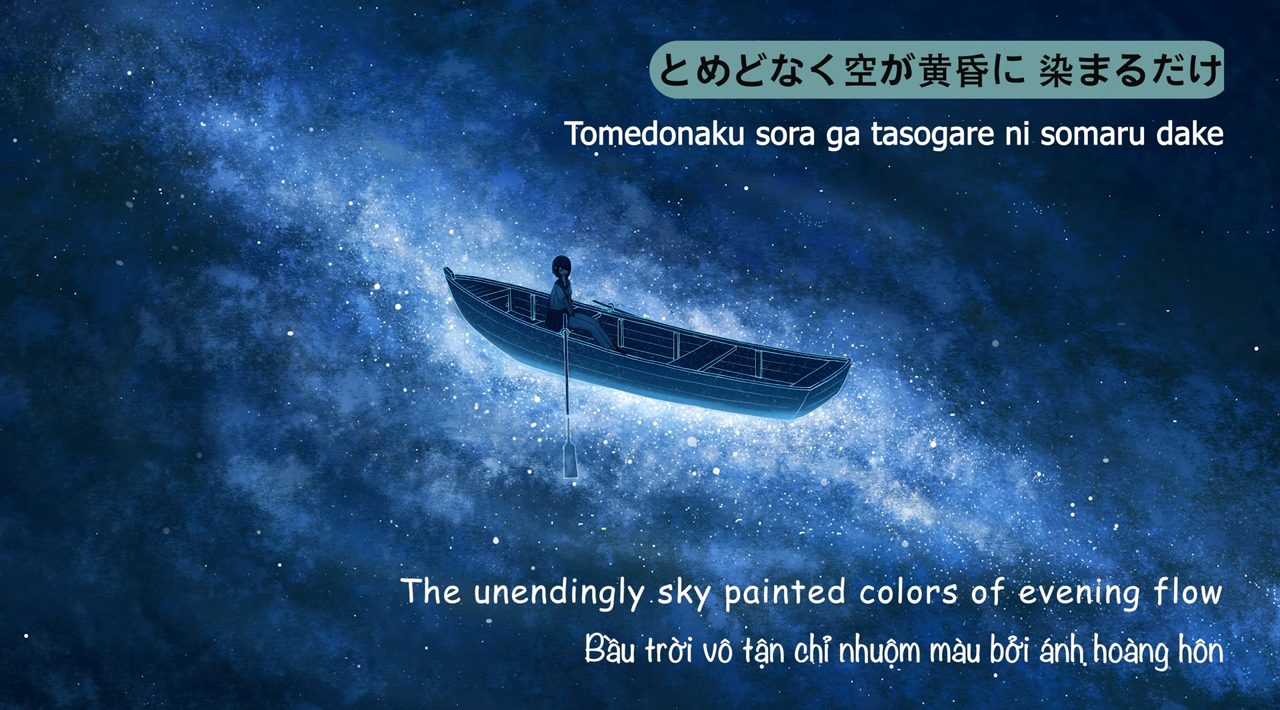 とめどなく空が黄昏に 染まるだけ
Tomedonaku sora ga tasogare ni somaru dake
The unendingly sky painted colors of evening flow
Bầu trời vô tận chỉ nhuộm màu bởi ánh hoàng hôn